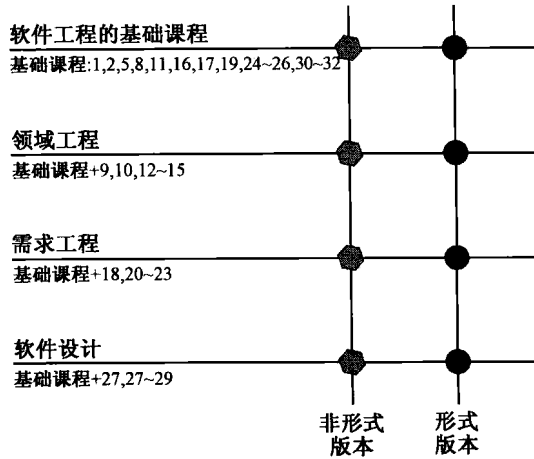 软件工程的基础课程
基础课程:1,2,5,8,11,16,17,19,24~26,30~32
领域工程
基础课程+9,10,12~15
需求工程
基础课程+18,20~23
软件设计
基础课程+27,27~29
非形式 形式
版本 版本